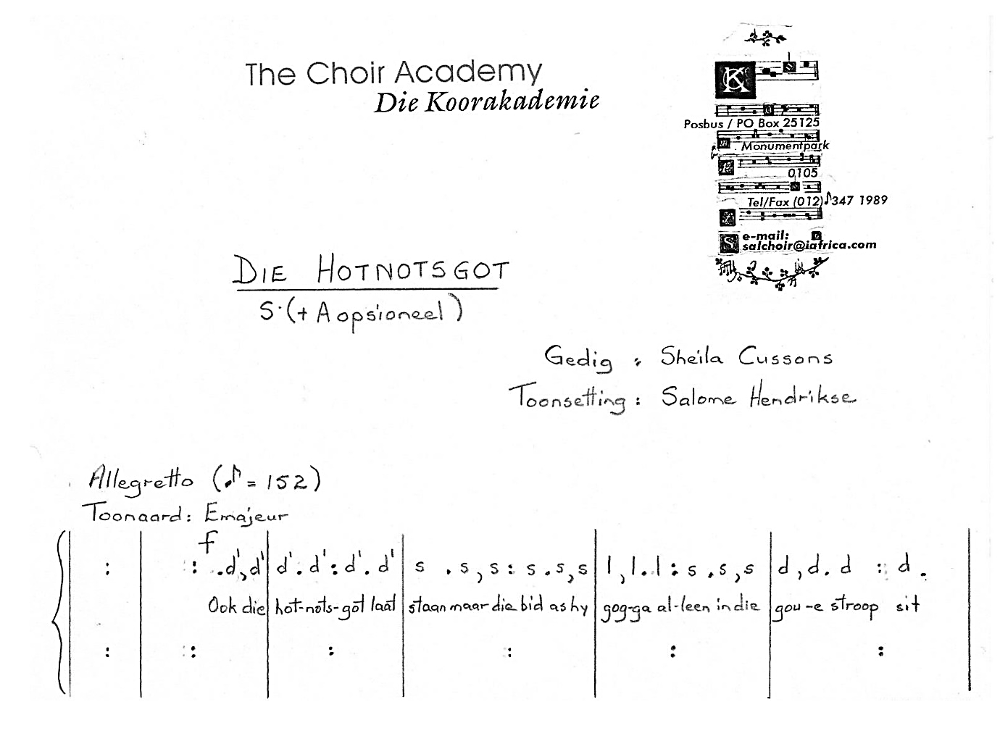 The Choir Academy
Die Koorakademie
Posbus / PO Box 25125
Monumentpark
0105
Tel/Fax (012) 347 1989
e-mail:
salchoir@iafrica.com
DIE HOTNOTSGOT
S. (+ A opsioneel)
Gedig : Sheila Cussons
Toonsetting : Salome Hendrikse
Allegretto (♪ = 152)
Toonaard : E majeur
f
: | : .d',d' | d'. d' : d'. d' | s . s , s : s . s , s | l , l . l : s . s , s | d , d . d : d .
Ook die hot-nots-got laat staan maar die bid as hy gog-ga al-leen in die gou-e stroop sit
: | : | : | : | : | :